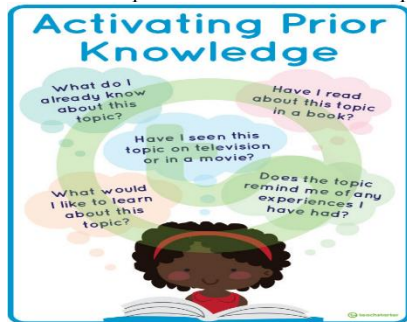 Activating Prior
Knowledge
What do I
already know
about this
topic?
Have I read
about this topic
in a book?
Have I seen this
topic on television
or in a movie?
What would
I like to learn
about this
topic?
Does the topic
remind me of any
experiences I
have had?